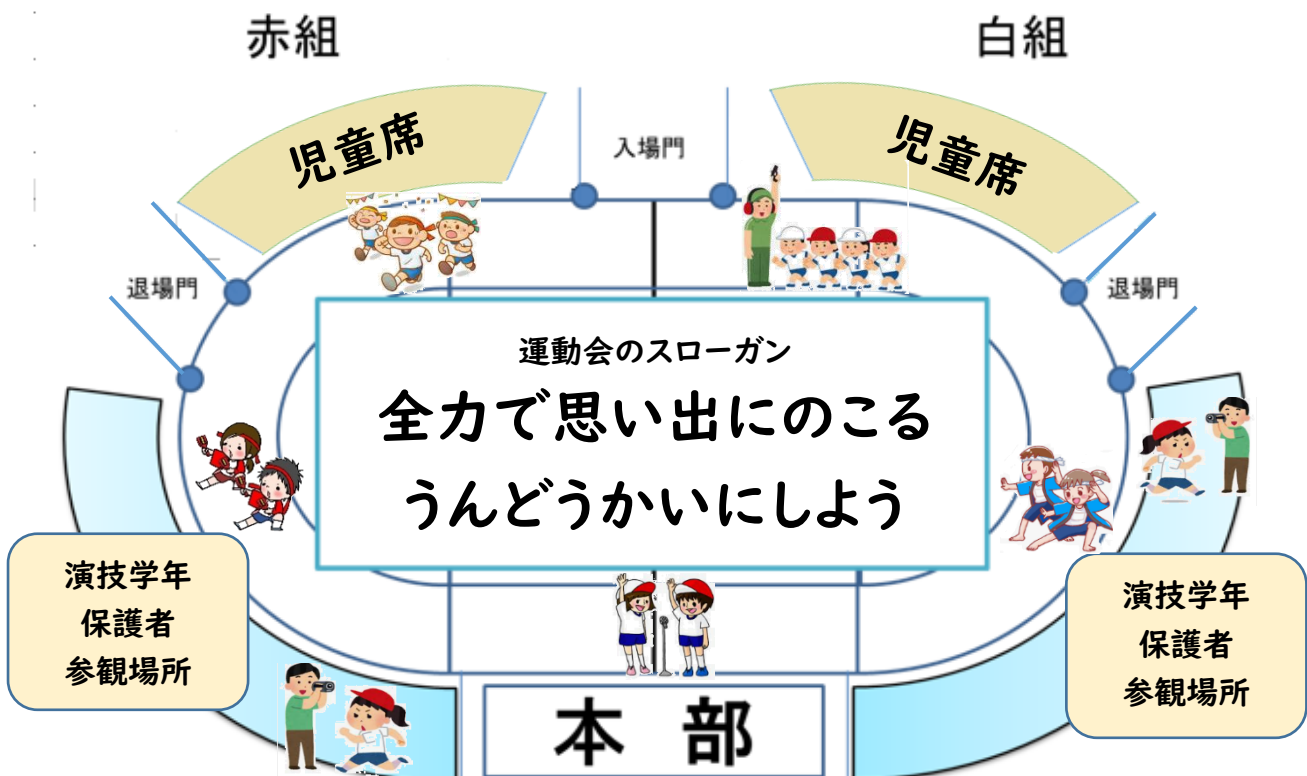 赤組
白組
児童席
入場門
児童席
退場門
退場門
運動会のスローガン
全力で思い出にのこる
うんどうかいにしよう
演技学年
保護者
参観場所
演技学年
保護者
参観場所
本 部